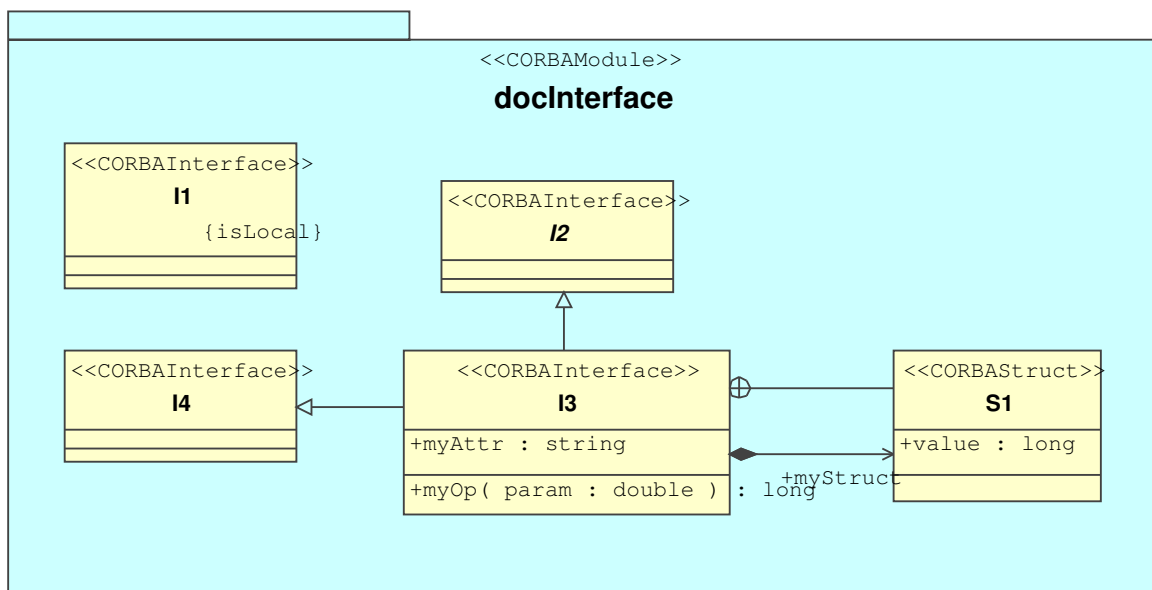 <<CORBAModule>>
docInterface
<<CORBAInterface>>
I1
{isLocal}
<<CORBAInterface>>
I2
<<CORBAInterface>>
I4
<<CORBAInterface>>
I3
+myAttr : string
+myOp( param : double ) : long
<<CORBAStruct>>
S1
+value : long
+myStruct